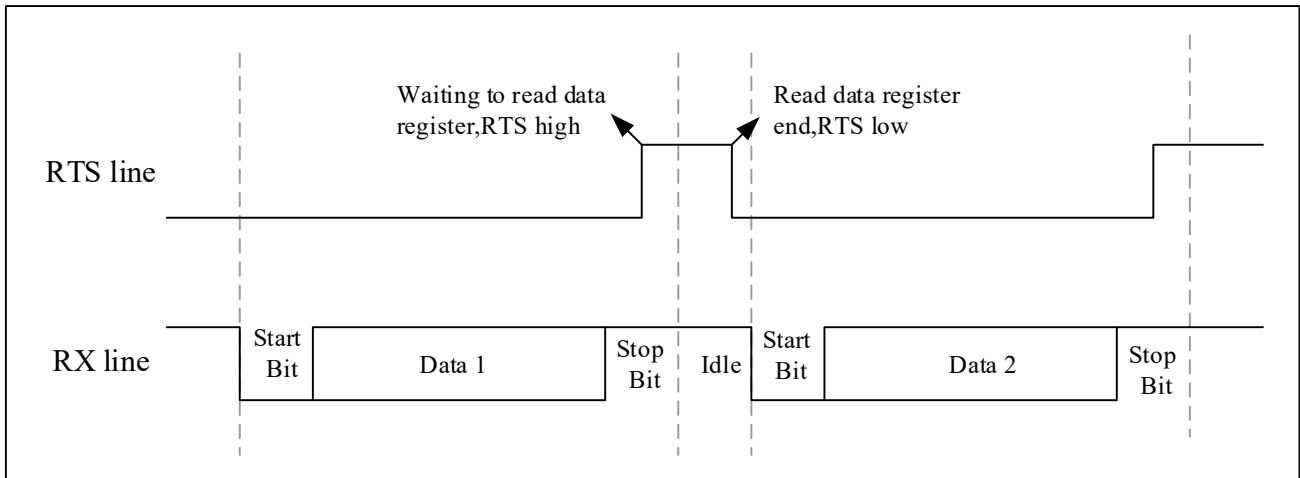 Waiting to read data
register,RTS high
Read data register
end,RTS low
RTS line
RX line
Start
Bit
Data 1
Stop
Bit
Idle
Start
Bit
Data 2
Stop
Bit